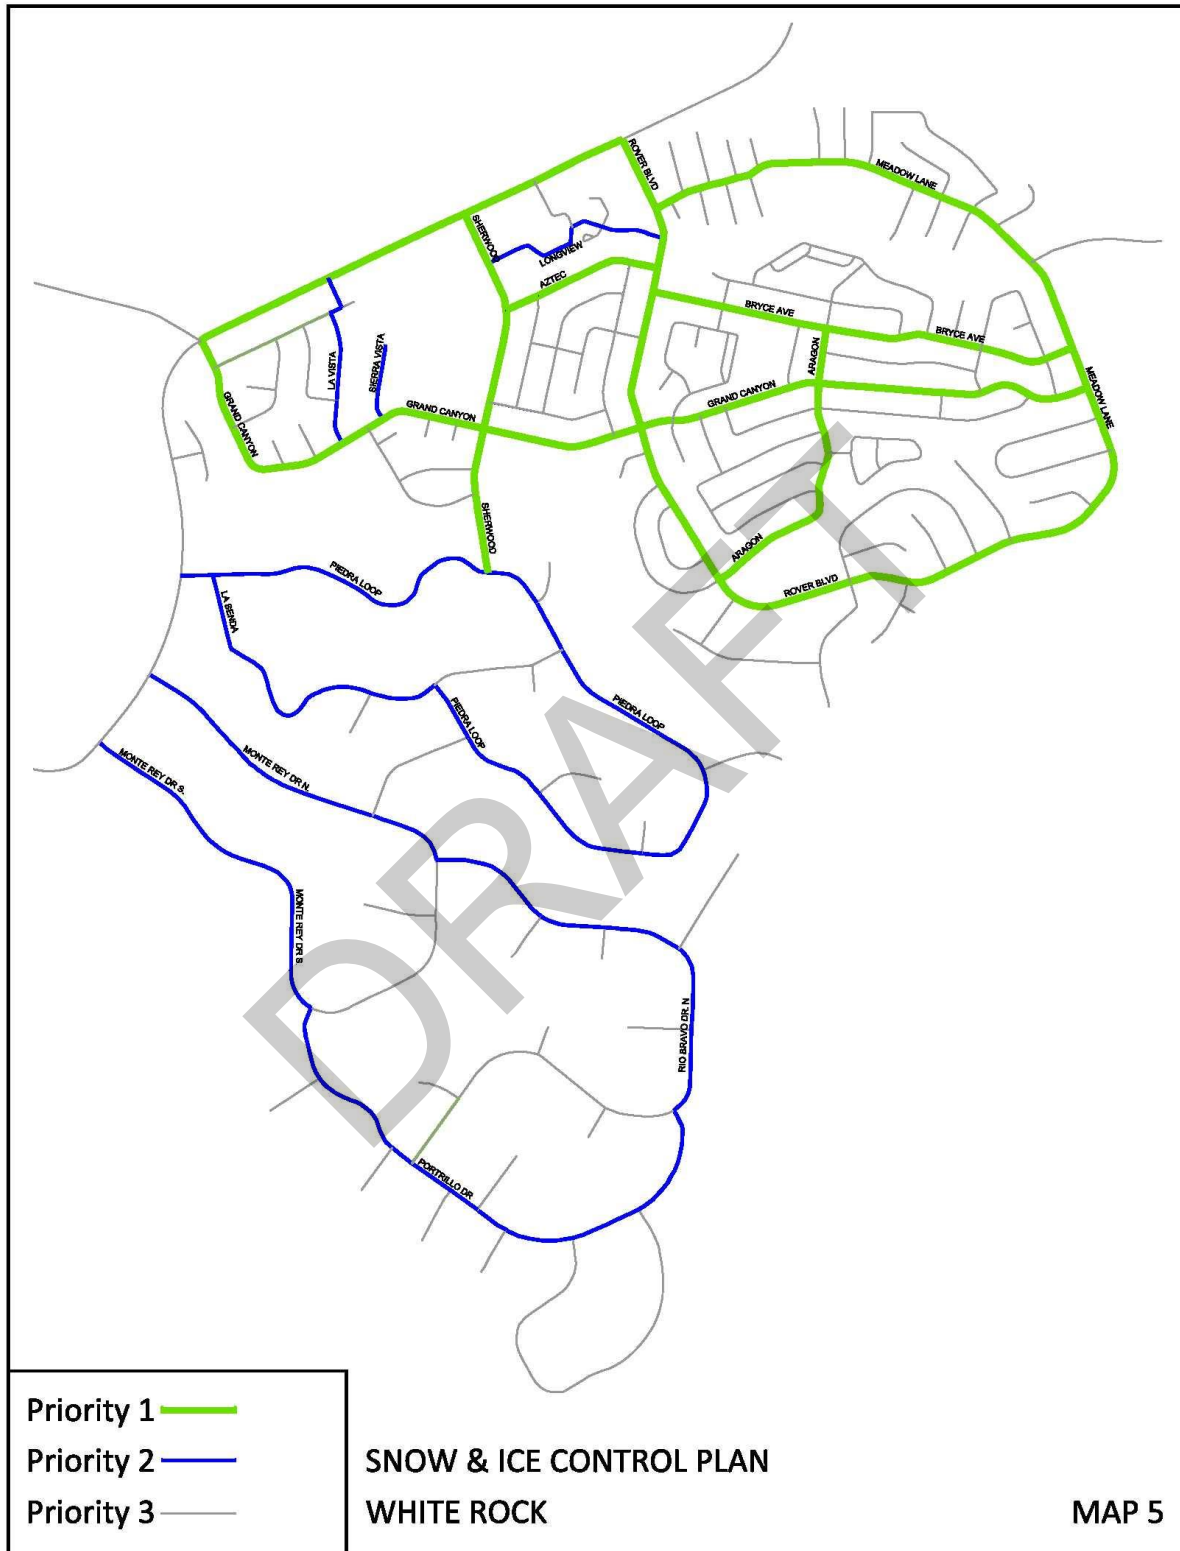 ROVER BLVD
MEADOW LANE
SHERWOOD
LONGVIEW
AZTEC
BRYCE AVE
BRYCE AVE
ARAGON
LA VISTA
SIERRA VISTA
GRAND CANYON
GRAND CANYON
GRAND CANYON
MEADOW LANE
SHERWOOD
ARAGON
ROVER BLVD
PIEDRA LOOP
LA SENDA
PIEDRA LOOP
PIEDRA LOOP
MONTE REY DR N.
MONTE REY DR S.
MONTE REY DR S.
RIO BRAVO DR. N
PORTRILLO DR
DRAFT
Priority 1
Priority 2
Priority 3
SNOW & ICE CONTROL PLAN
WHITE ROCK
MAP 5